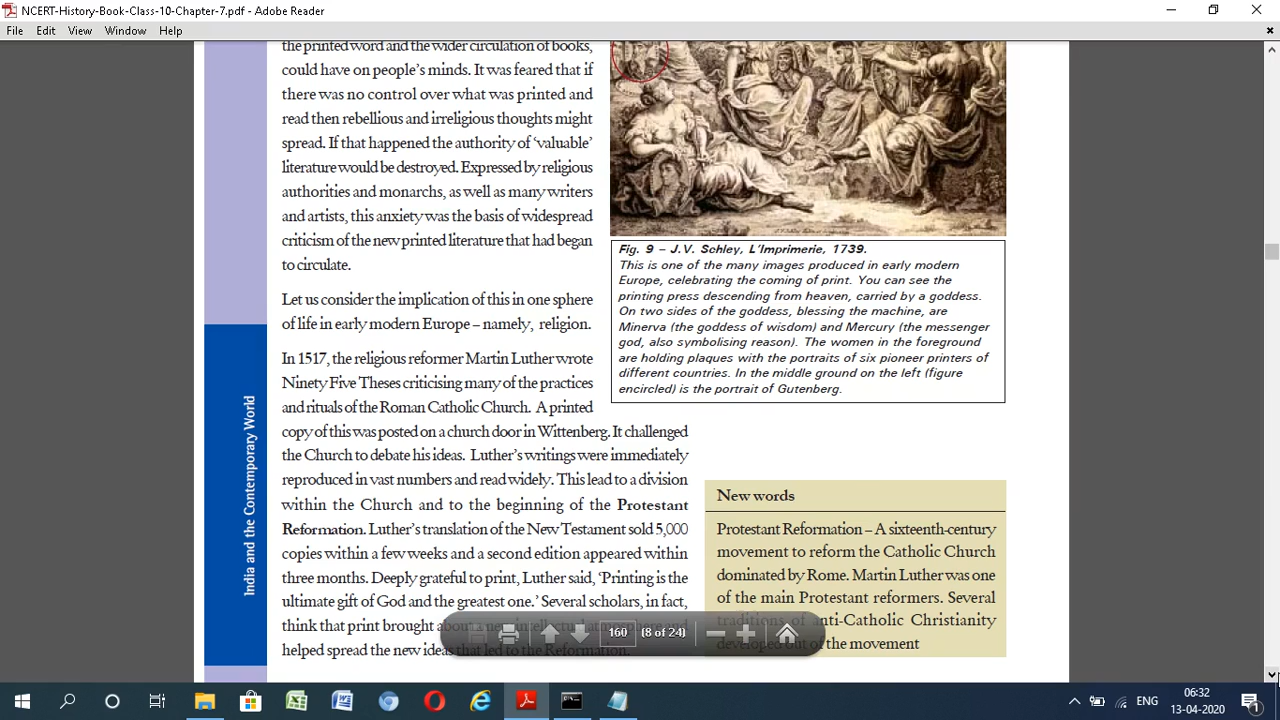 NCERT-History-Book-Class-10-Chapter-7.pdf - Adobe Reader
File Edit View Window Help
the printed word and the wider circulation of books,
could have on people's minds. It was feared that if
there was no control over what was printed and
read then rebellious and irreligious thoughts might
spread. If that happened the authority of ‘valuable’
literature would be destroyed. Expressed by religious
authorities and monarchs, as well as many writers
and artists, this anxiety was the basis of widespread
criticism of the new printed literature that had began
to circulate.
Let us consider the implication of this in one sphere
of life in early modern Europe – namely, religion.
In 1517, the religious reformer Martin Luther wrote
Ninety Five Theses criticising many of the practices
and rituals of the Roman Catholic Church. A printed
copy of this was posted on a church door in Wittenberg. It challenged
the Church to debate his ideas. Luther's writings were immediately
reproduced in vast numbers and read widely. This lead to a division
within the Church and to the beginning of the Protestant
Reformation. Luther's translation of the New Testament sold 5,000
copies within a few weeks and a second edition appeared within
three months. Deeply grateful to print, Luther said, ‘Printing is the
ultimate gift of God and the greatest one.’ Several scholars, in fact,
think that print brought about a new intellectual atmosphere and
helped spread the new ideas that led to the Reformation.
Fig. 9 – J.V. Schley, L'Imprimerie, 1739.
This is one of the many images produced in early modern
Europe, celebrating the coming of print. You can see the
printing press descending from heaven, carried by a goddess.
On two sides of the goddess, blessing the machine, are
Minerva (the goddess of wisdom) and Mercury (the messenger
god, also symbolising reason). The women in the foreground
are holding plaques with the portraits of six pioneer printers of
different countries. In the middle ground on the left (figure
encircled) is the portrait of Gutenberg.
New words
Protestant Reformation – A sixteenth-century
movement to reform the Catholic Church
dominated by Rome. Martin Luther was one
of the main Protestant reformers. Several
traditions of anti-Catholic Christianity
developed out of the movement
India and the Contemporary World
160 (8 of 24)
ENG
06:32
13-04-2020
1